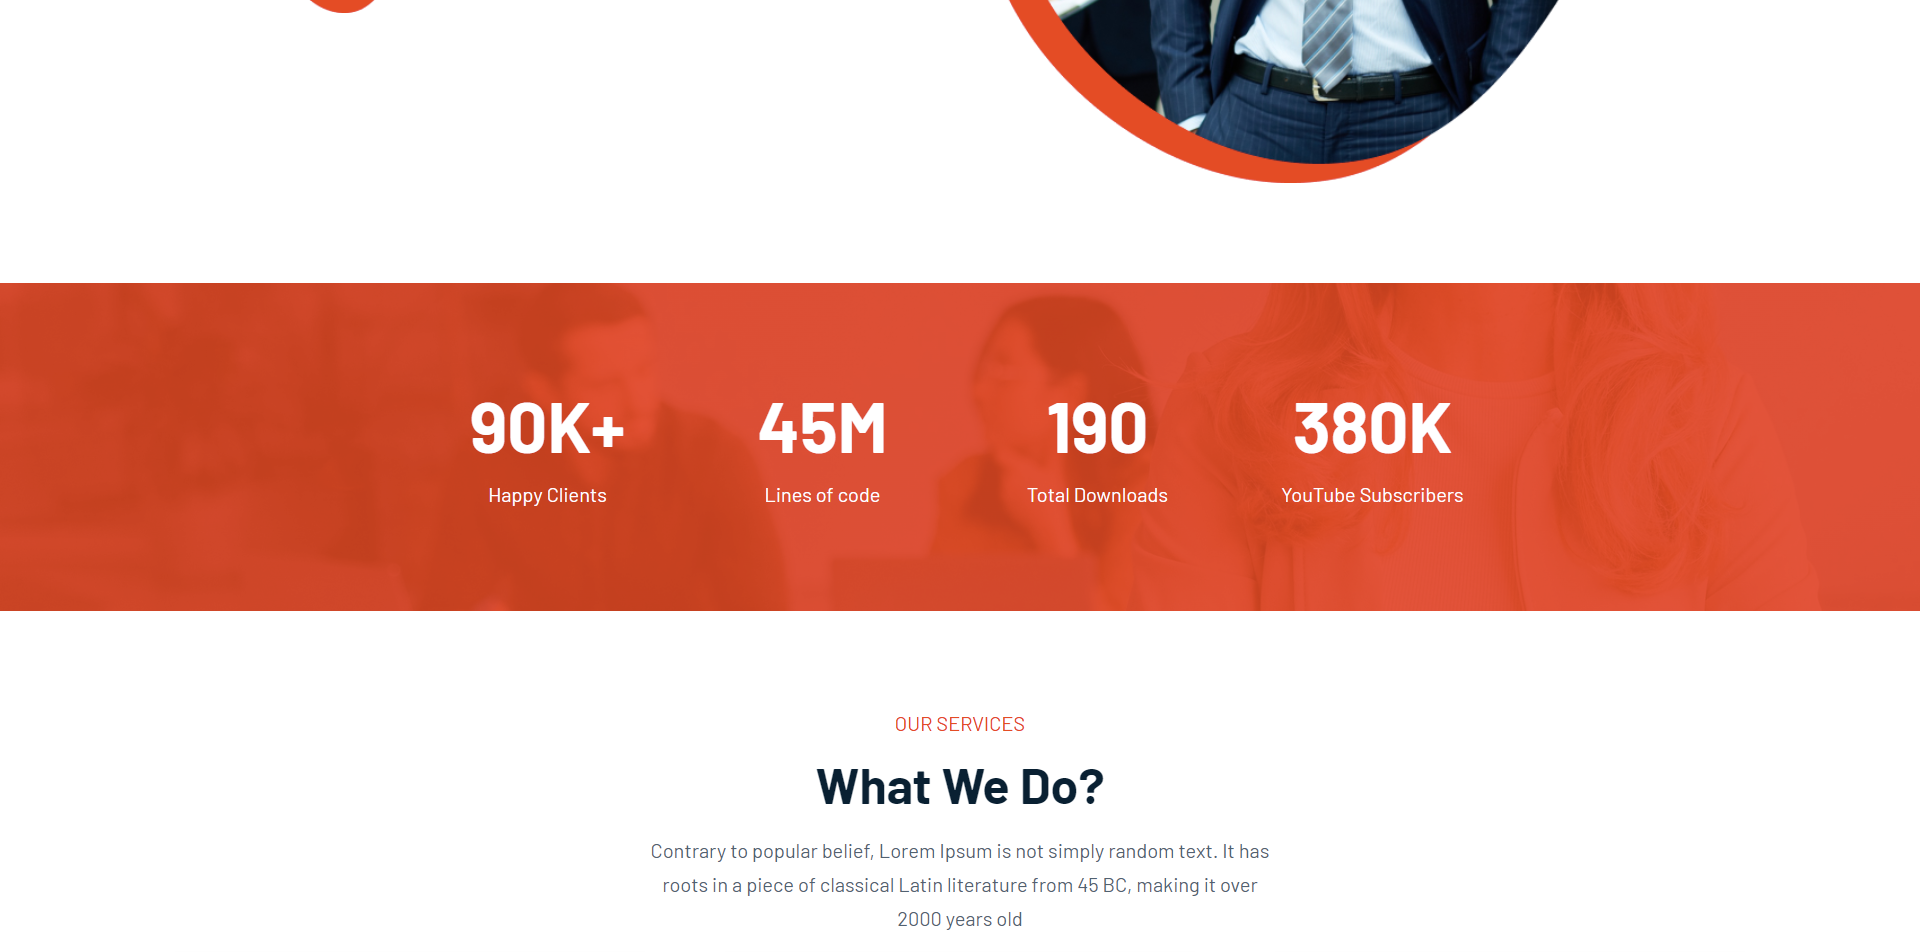 90K+
45M
190
380K
Happy Clients
Lines of code
Total Downloads
YouTube Subscribers
OUR SERVICES
What We Do?
Contrary to popular belief, Lorem Ipsum is not simply random text. It has
roots in a piece of classical Latin literature from 45 BC, making it over
2000 years old